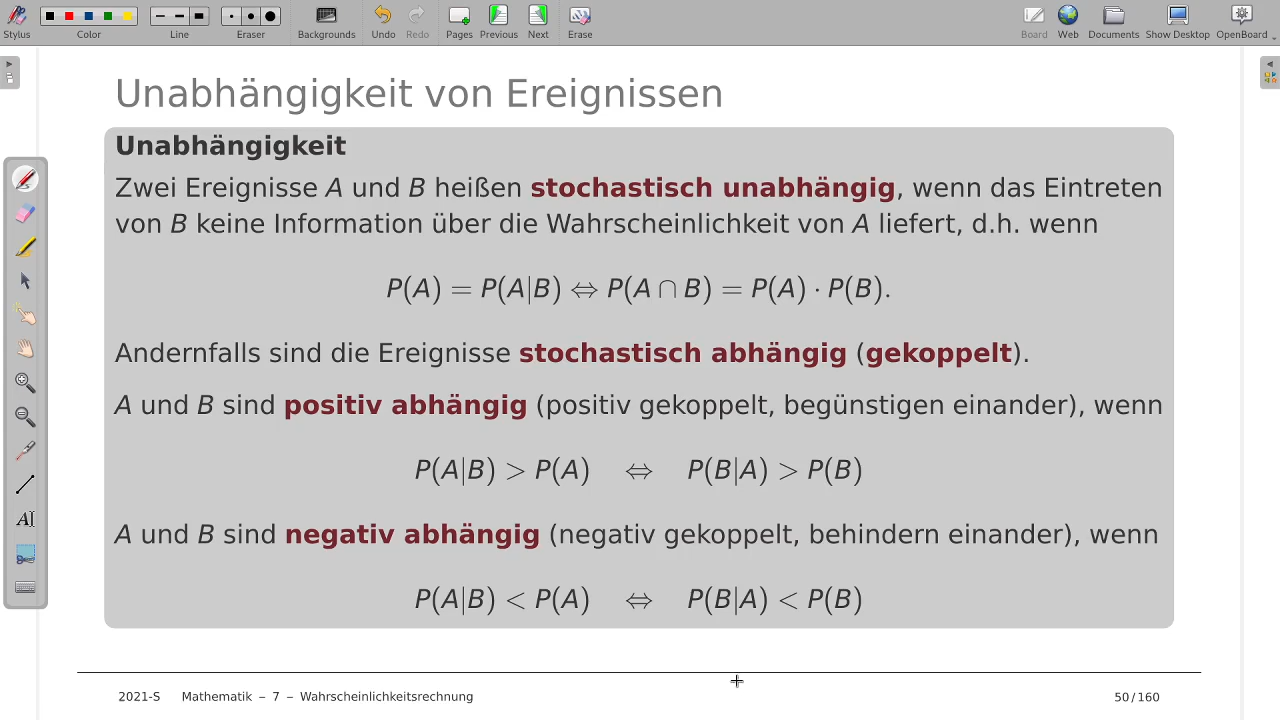 Stylus Color Line Eraser Backgrounds Undo Redo Pages Previous Next Erase Board Web Documents Show Desktop OpenBoard
Unabhängigkeit von Ereignissen
Unabhängigkeit
Zwei Ereignisse A und B heißen stochastisch unabhängig, wenn das Eintreten
von B keine Information über die Wahrscheinlichkeit von A liefert, d.h. wenn
P(A) = P(A|B) ⇔ P(A ∩ B) = P(A) · P(B).
Andernfalls sind die Ereignisse stochastisch abhängig (gekoppelt).
A und B sind positiv abhängig (positiv gekoppelt, begünstigen einander), wenn
P(A|B) > P(A) ⇔ P(B|A) > P(B)
A und B sind negativ abhängig (negativ gekoppelt, behindern einander), wenn
P(A|B) < P(A) ⇔ P(B|A) < P(B)
2021-S Mathematik – 7 – Wahrscheinlichkeitsrechnung 50/160